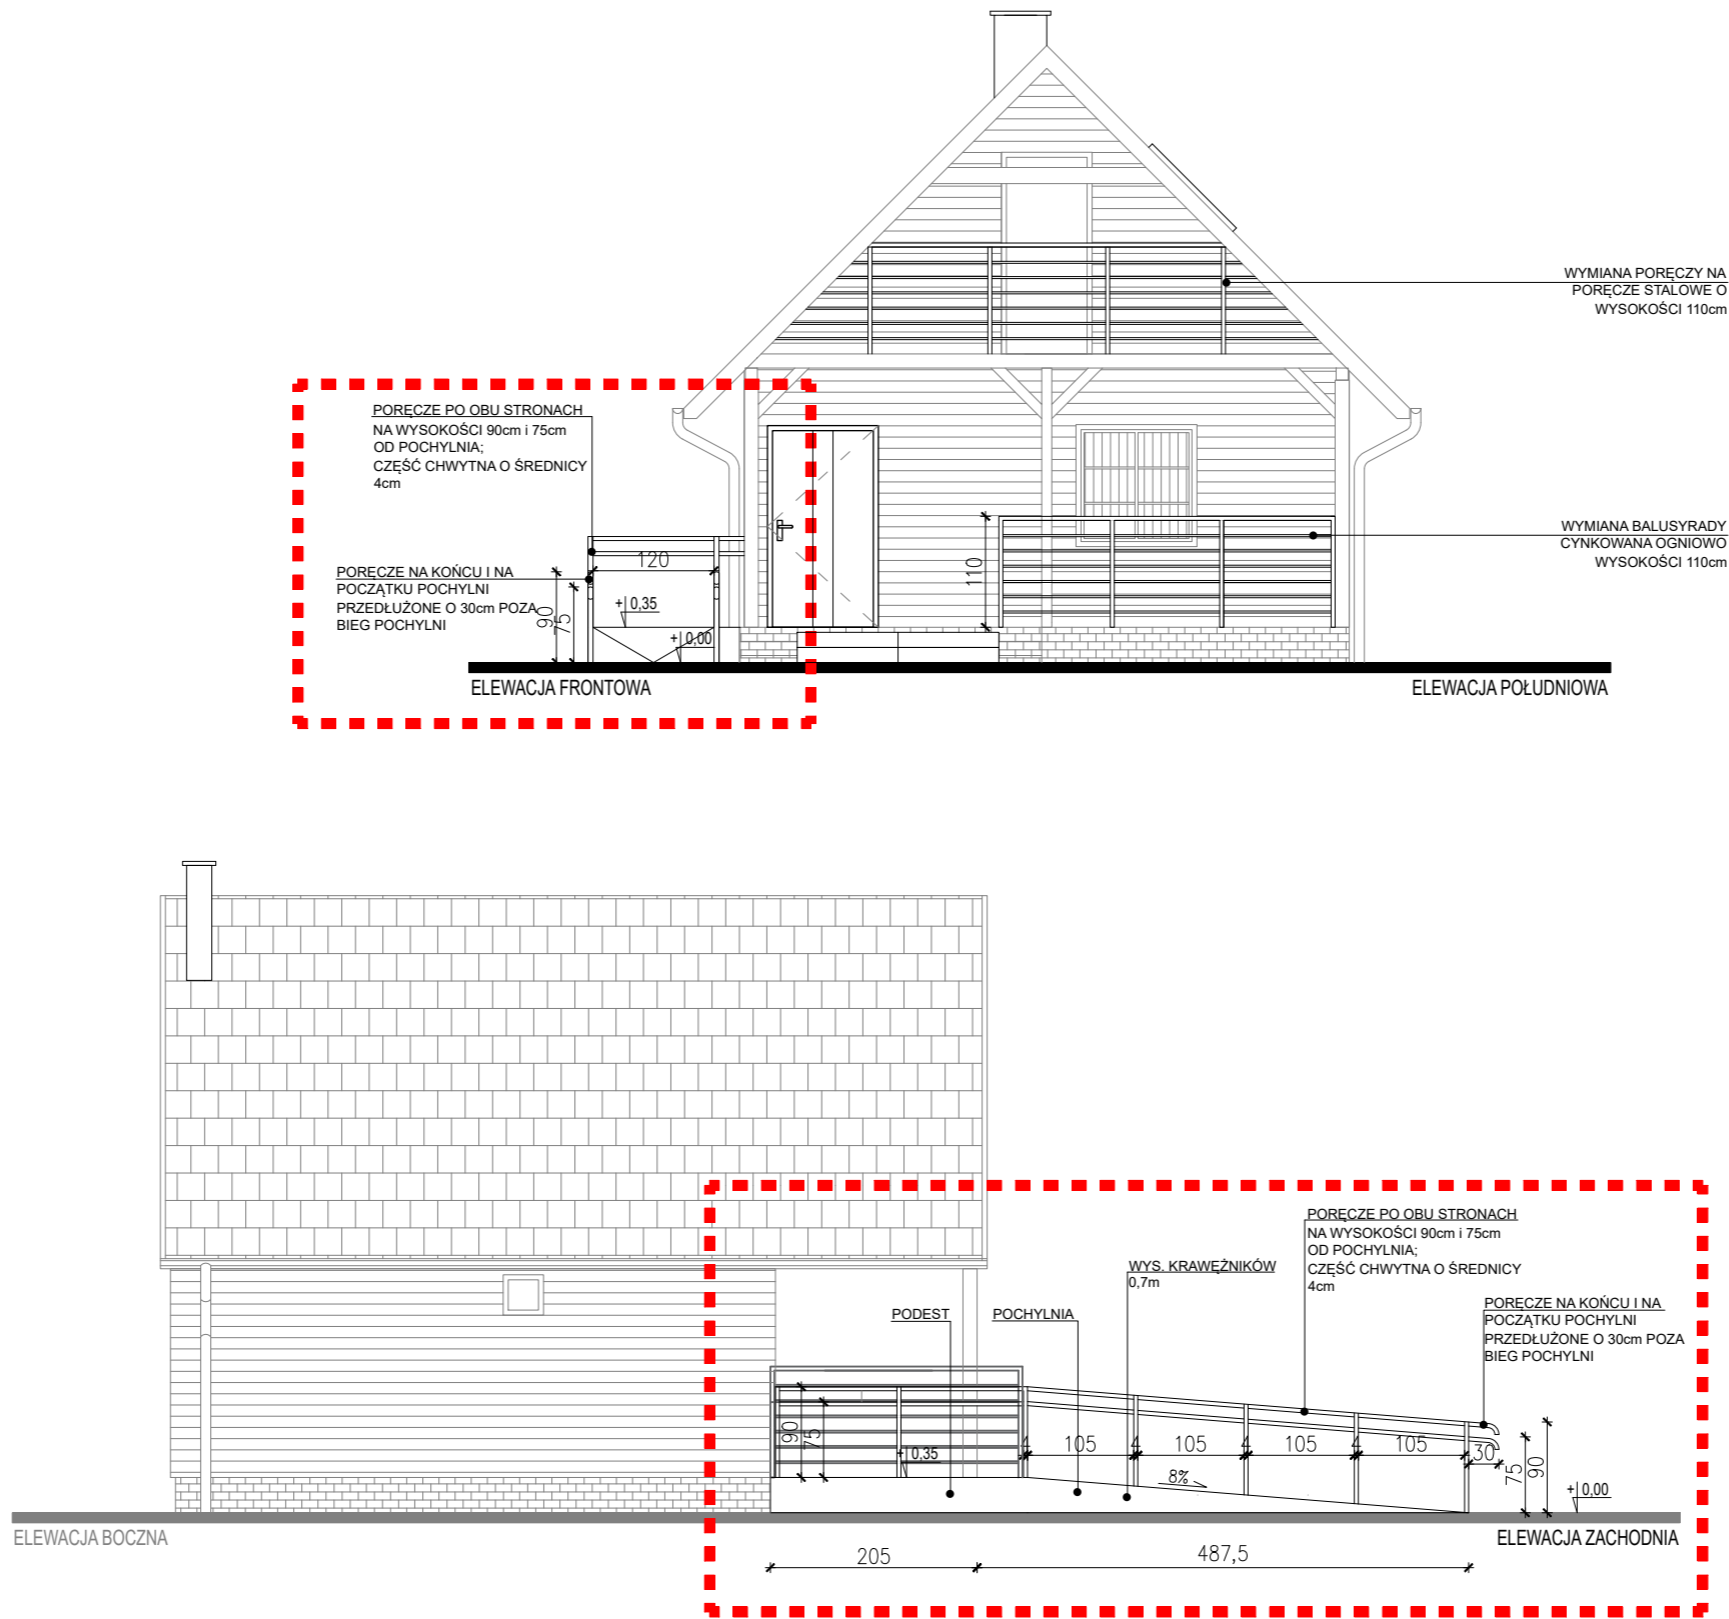 WYMIANA PORĘCZY NA
PORĘCZE STALOWE O
WYSOKOŚCI 110cm
PORĘCZE PO OBU STRONACH
NA WYSOKOŚCI 90cm i 75cm
OD POCHYLNIA;
CZĘŚĆ CHWYTNA O ŚREDNICY
4cm
WYMIANA BALUSYRADY
CYNKOWANA OGNIOWO
WYSOKOŚCI 110cm
PORĘCZE NA KOŃCU I NA
POCZĄTKU POCHYLNI
PRZEDŁUŻONE O 30cm POZA
BIEG POCHYLNI
120
90
75
+ 0,35
+ 0,00
110
ELEWACJA FRONTOWA
ELEWACJA POŁUDNIOWA
PORĘCZE PO OBU STRONACH
NA WYSOKOŚCI 90cm i 75cm
OD POCHYLNIA;
CZĘŚĆ CHWYTNA O ŚREDNICY
4cm
WYS. KRAWĘŻNIKÓW
0,7m
PORĘCZE NA KOŃCU I NA
POCZĄTKU POCHYLNI
PRZEDŁUŻONE O 30cm POZA
BIEG POCHYLNI
PODEST
POCHYLNIA
90
75
+ 0,35
4 105 4 105 4 105 4 105 30
8%
75
90
+ 0,00
ELEWACJA BOCZNA
ELEWACJA ZACHODNIA
205
487,5